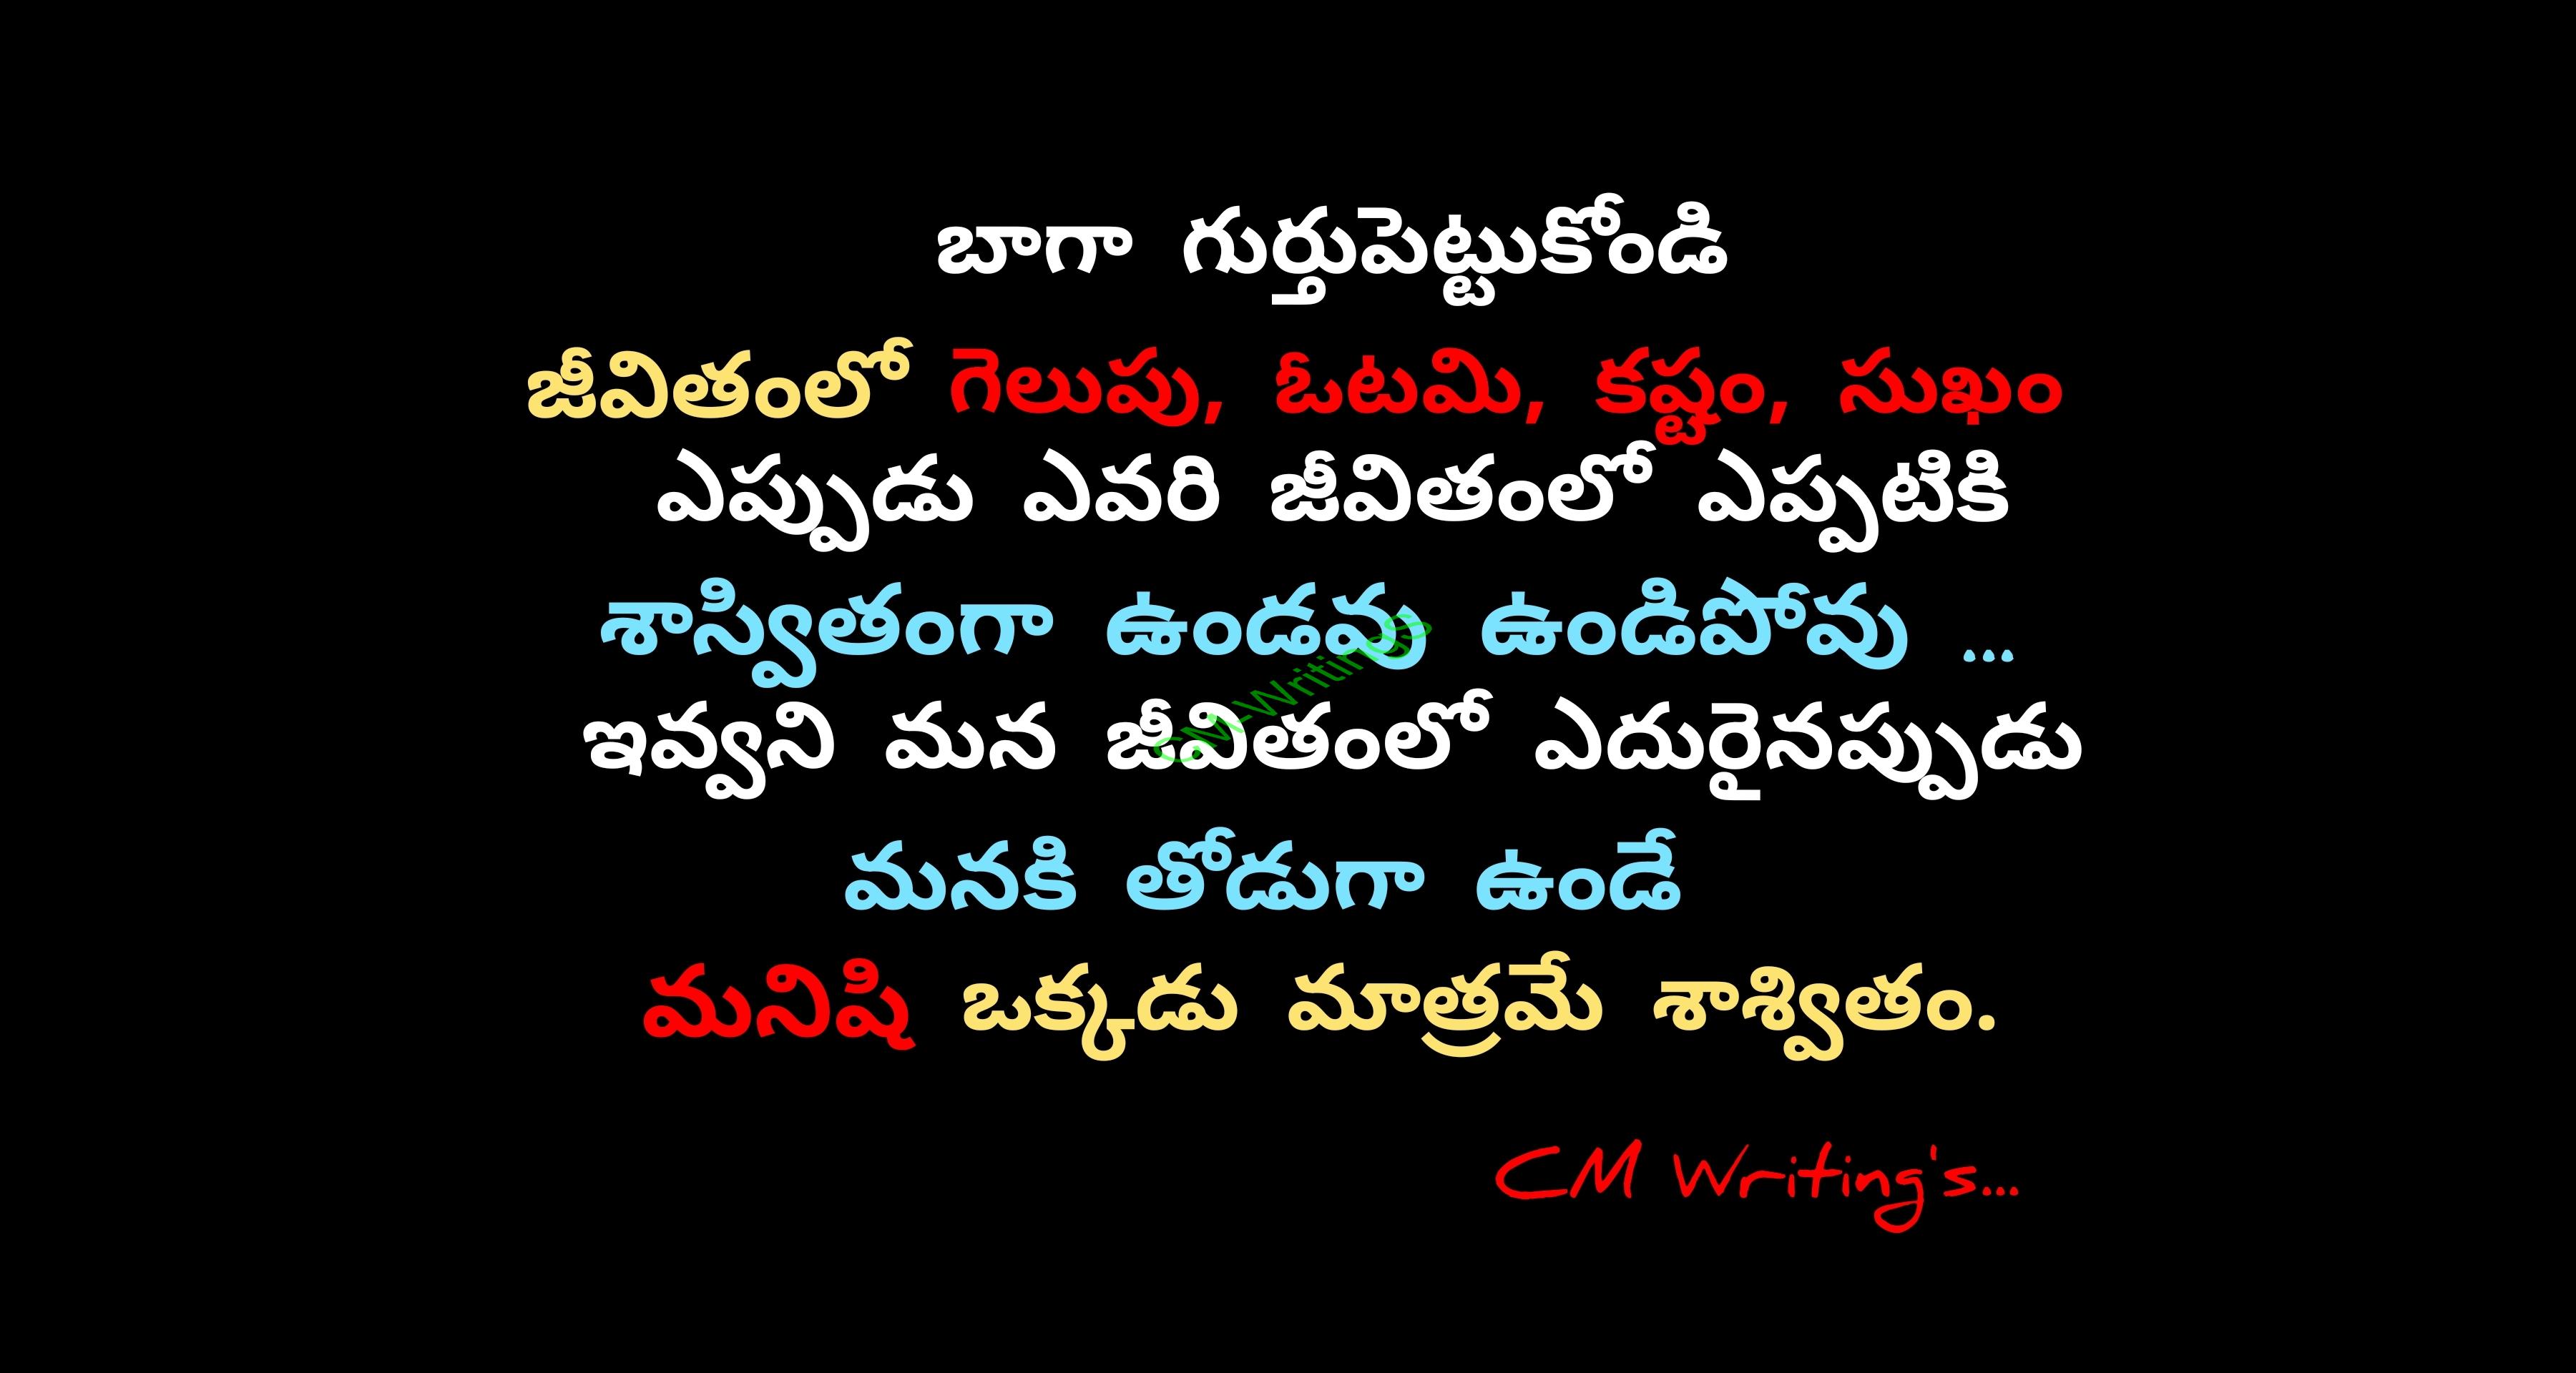 బాగా గుర్తుపెట్టుకోండి
జీవితంలో గెలుపు, ఓటమి, కష్టం, సుఖం
ఎప్పుడు ఎవరి జీవితంలో ఎప్పటికి
శాస్వితంగా ఉండవు ఉండిపోవు ...
CM-Writings
ఇవ్వని మన జీవితంలో ఎదురైనప్పుడు
మనకి తోడుగా ఉండే
మనిషి ఒక్కడు మాత్రమే శాశ్వితం.
CM Writing's...